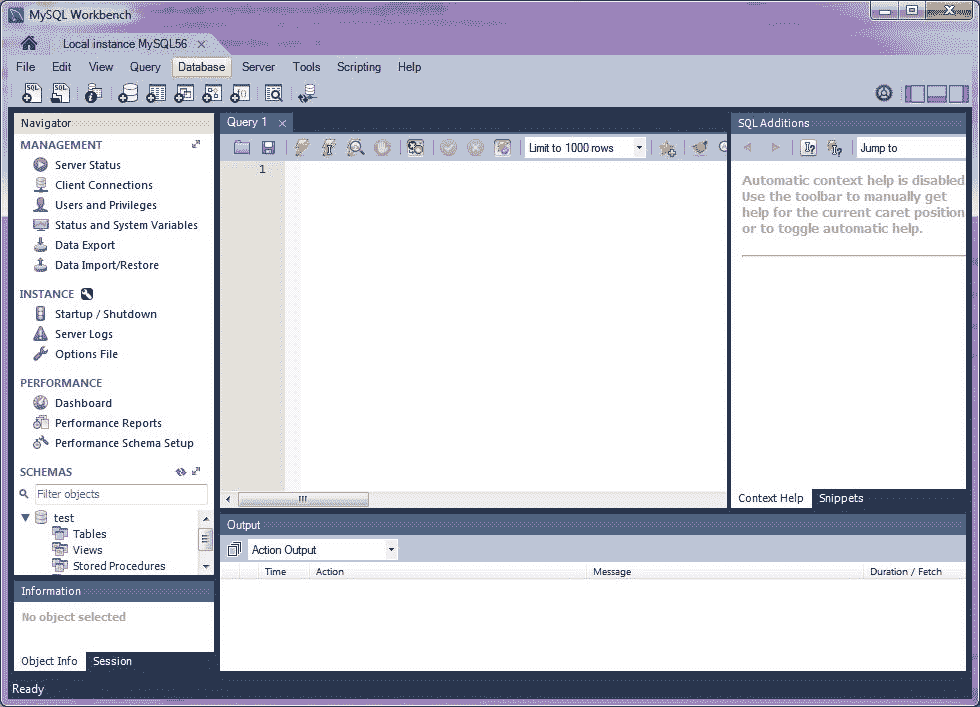 MySQL Workbench
Local instance MySQL56
File Edit View Query Database Server Tools Scripting Help
Navigator
MANAGEMENT
Server Status
Client Connections
Users and Privileges
Status and System Variables
Data Export
Data Import/Restore
INSTANCE
Startup / Shutdown
Server Logs
Options File
PERFORMANCE
Dashboard
Performance Reports
Performance Schema Setup
SCHEMAS
Filter objects
test
Tables
Views
Stored Procedures
Information
No object selected
Object Info Session
Query 1
Limit to 1000 rows
1
SQL Additions
Jump to
Automatic context help is disabled
Use the toolbar to manually get
help for the current caret position
or to toggle automatic help.
Context Help Snippets
Output
Action Output
Time Action Message Duration / Fetch
Ready